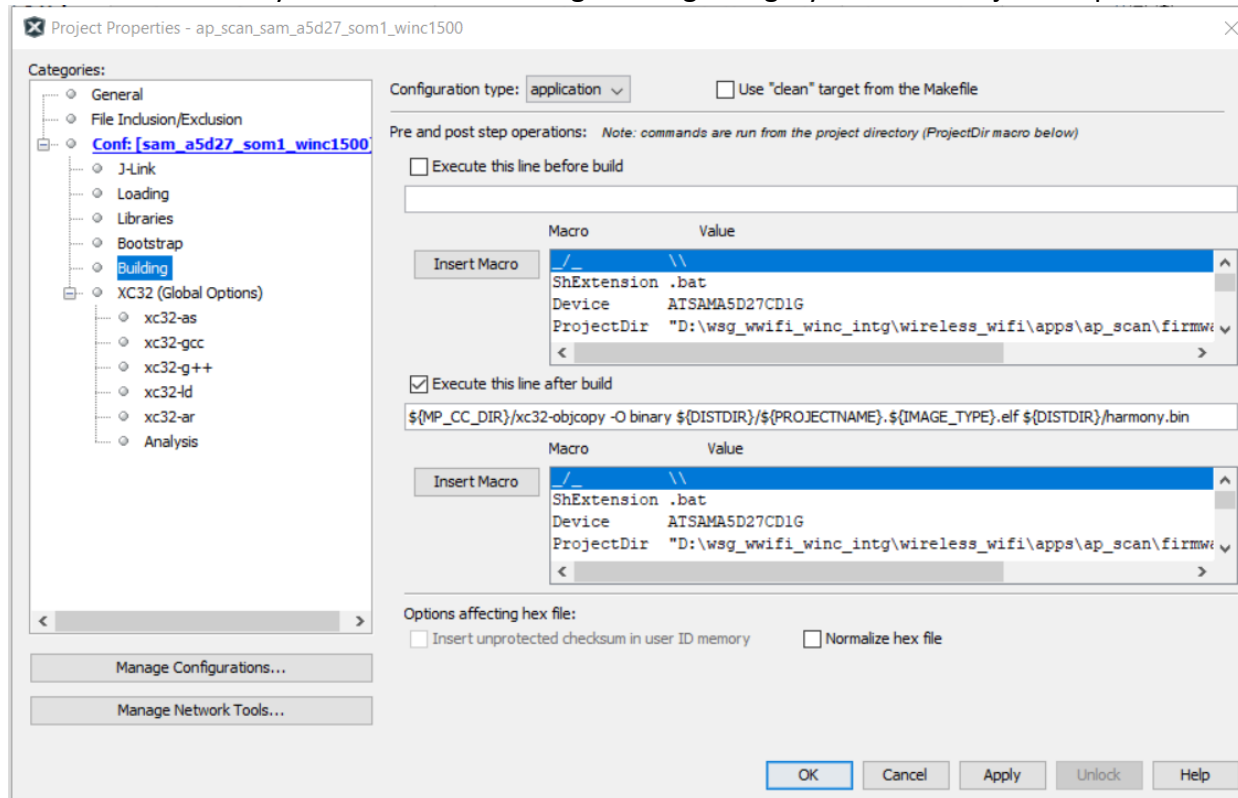 Project Properties - ap_scan_sam_a5d27_som1_winc1500
Categories:
General
File Inclusion/Exclusion
Conf: [sam_a5d27_som1_winc1500]
J-Link
Loading
Libraries
Bootstrap
Building
XC32 (Global Options)
xc32-as
xc32-gcc
xc32-g++
xc32-ld
xc32-ar
Analysis
Manage Configurations...
Manage Network Tools...
Configuration type: application
Use "clean" target from the Makefile
Pre and post step operations: Note: commands are run from the project directory (ProjectDir macro below)
Execute this line before build
Macro Value
Insert Macro
_/_ \\
ShExtension .bat
Device ATSAMA5D27CD1G
ProjectDir "D:\wsg_wwifi_winc_intg\wireless_wifi\apps\ap_scan\firmwa
Execute this line after build
${MP_CC_DIR}/xc32-objcopy -O binary ${DISTDIR}/${PROJECTNAME}.${IMAGE_TYPE}.elf ${DISTDIR}/harmony.bin
Macro Value
Insert Macro
_/_ \\
ShExtension .bat
Device ATSAMA5D27CD1G
ProjectDir "D:\wsg_wwifi_winc_intg\wireless_wifi\apps\ap_scan\firmwa
Options affecting hex file:
Insert unprotected checksum in user ID memory
Normalize hex file
OK Cancel Apply Unlock Help